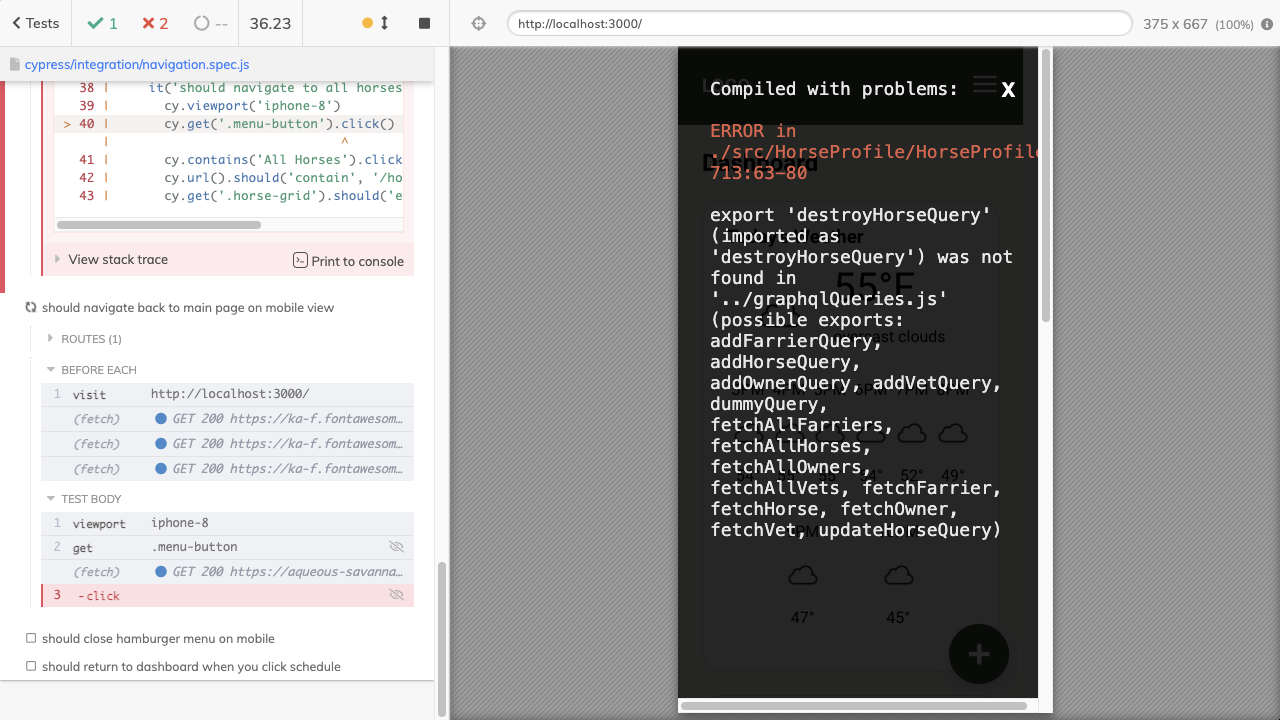 Tests
1
2
--
36.23
http://localhost:3000/
375 x 667 (100%)
cypress/integration/navigation.spec.js
38 | it('should navigate to all horses
39 | cy.viewport('iphone-8')
> 40 | cy.get('.menu-button').click()
| ^
41 | cy.contains('All Horses').click
42 | cy.url().should('contain', '/ho
43 | cy.get('.horse-grid').should('e
View stack trace
Print to console
should navigate back to main page on mobile view
ROUTES (1)
BEFORE EACH
1 visit http://localhost:3000/
(fetch) GET 200 https://ka-f.fontawesom…
(fetch) GET 200 https://ka-f.fontawesom…
(fetch) GET 200 https://ka-f.fontawesom…
TEST BODY
1 viewport iphone-8
2 get .menu-button
(fetch) GET 200 https://aqueous-savanna…
3 -click
should close hamburger menu on mobile
should return to dashboard when you click schedule
Compiled with problems:
X
ERROR in
./src/HorseProfile/HorseProfile
713:63-80
Dashboard
export 'destroyHorseQuery'
(imported as
'destroyHorseQuery') was not
found in
'../graphqlQueries.js'
(possible exports:
addFarrierQuery,
addHorseQuery,
addOwnerQuery, addVetQuery,
dummyQuery,
fetchAllFarriers,
fetchAllHorses,
fetchAllOwners,
fetchAllVets, fetchFarrier,
fetchHorse, fetchOwner,
fetchVet, updateHorseQuery)
55°F
overcast clouds
52° 49°
47° 45°